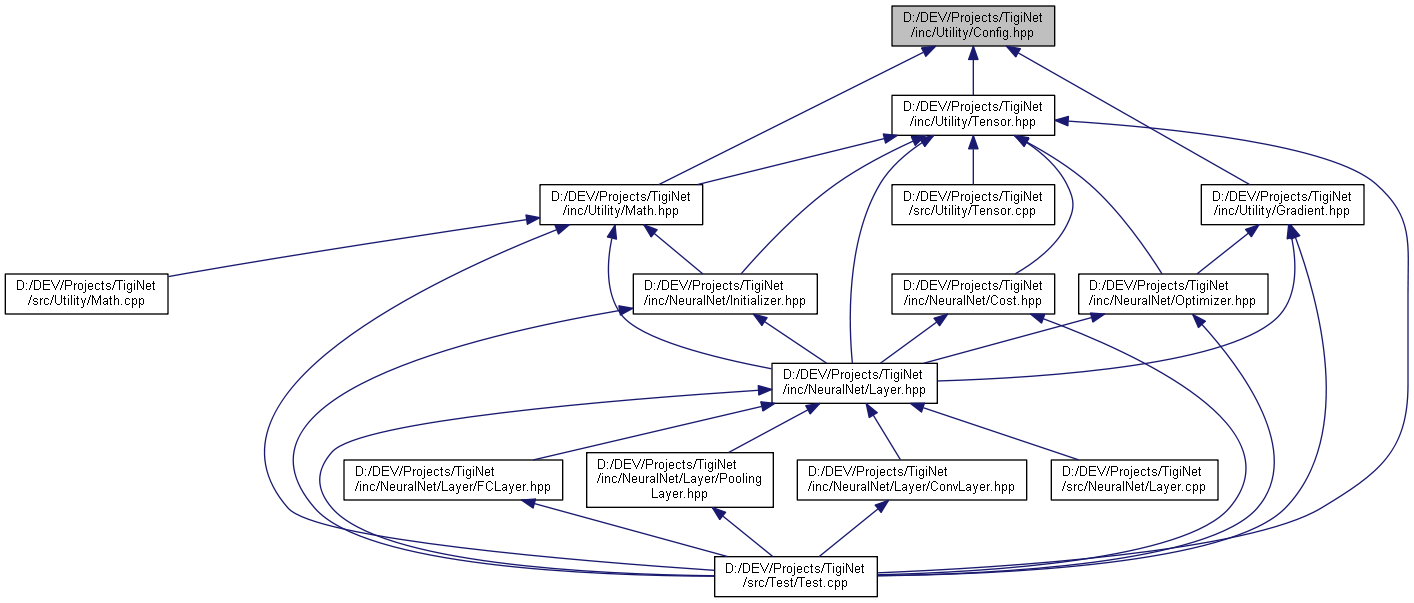 D:/DEV/Projects/TigiNet
/inc/Utility/Config.hpp
D:/DEV/Projects/TigiNet
/inc/Utility/Tensor.hpp
D:/DEV/Projects/TigiNet
/inc/Utility/Math.hpp
D:/DEV/Projects/TigiNet
/src/Utility/Tensor.cpp
D:/DEV/Projects/TigiNet
/inc/Utility/Gradient.hpp
D:/DEV/Projects/TigiNet
/src/Utility/Math.cpp
D:/DEV/Projects/TigiNet
/inc/NeuralNet/Initializer.hpp
D:/DEV/Projects/TigiNet
/inc/NeuralNet/Cost.hpp
D:/DEV/Projects/TigiNet
/inc/NeuralNet/Optimizer.hpp
D:/DEV/Projects/TigiNet
/inc/NeuralNet/Layer.hpp
D:/DEV/Projects/TigiNet
/inc/NeuralNet/Layer/FCLayer.hpp
D:/DEV/Projects/TigiNet
/inc/NeuralNet/Layer/Pooling
Layer.hpp
D:/DEV/Projects/TigiNet
/inc/NeuralNet/Layer/ConvLayer.hpp
D:/DEV/Projects/TigiNet
/src/NeuralNet/Layer.cpp
D:/DEV/Projects/TigiNet
/src/Test/Test.cpp